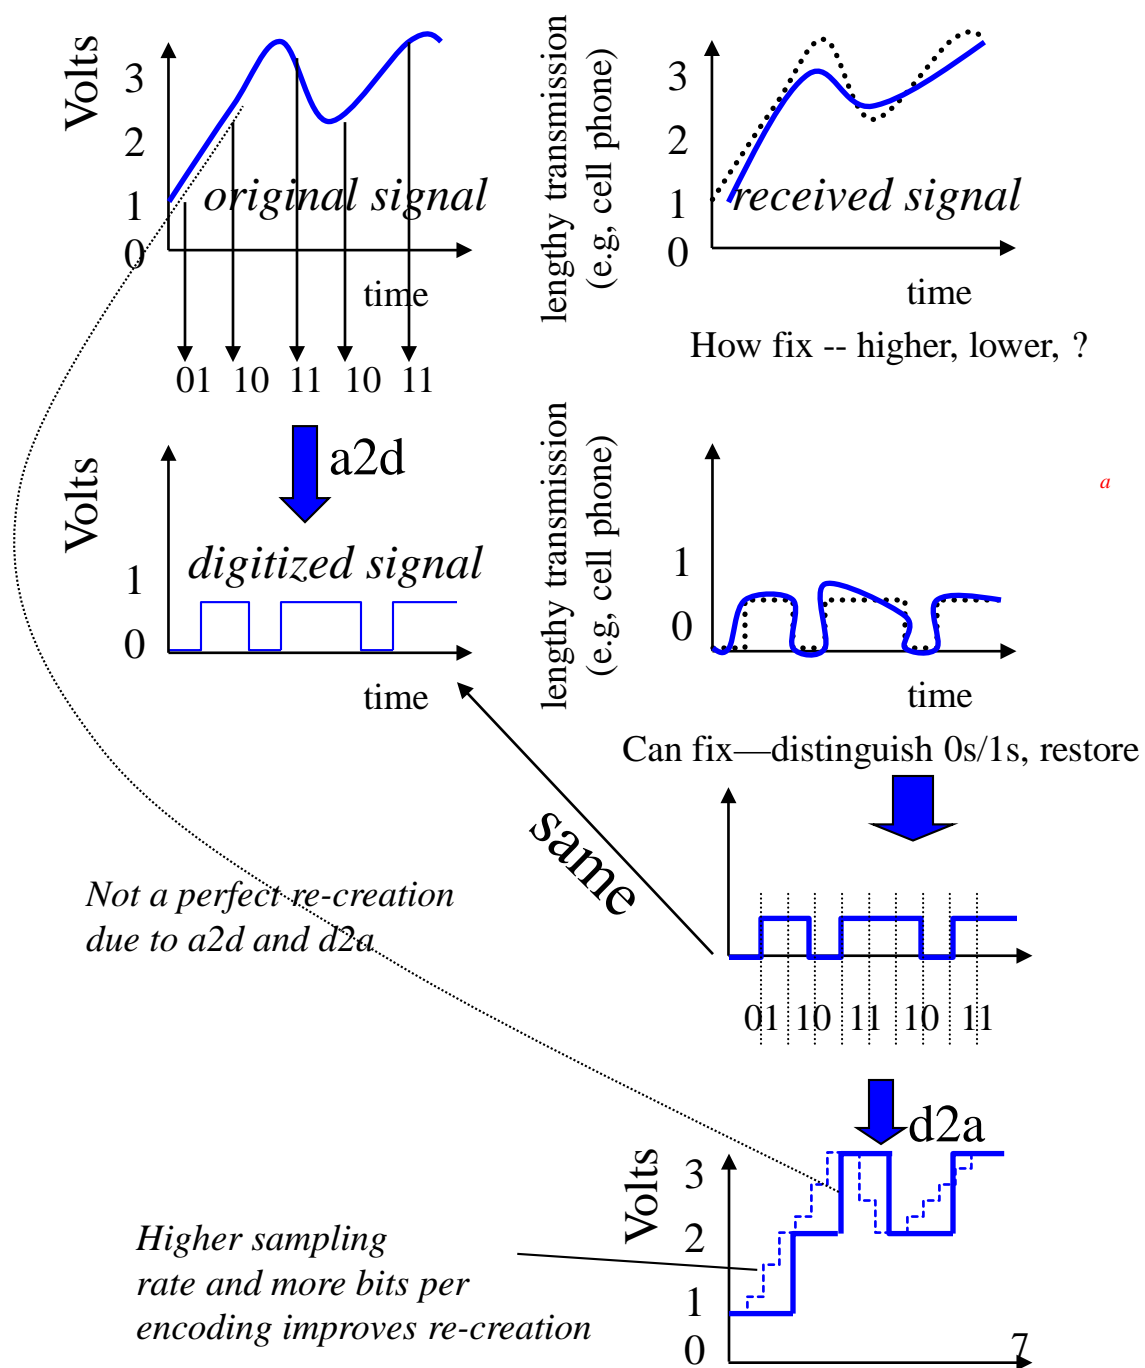 Volts
3
2
1
0
original signal
time
01 10 11 10 11
lengthy transmission
(e.g, cell phone)
3
2
1
0
received signal
time
How fix -- higher, lower, ?
a2d
Volts
1
0
digitized signal
time
lengthy transmission
(e.g, cell phone)
a
1
0
time
Can fix—distinguish 0s/1s, restore
same
Not a perfect re-creation
due to a2d and d2a
01 10 11 10 11
d2a
Volts
3
2
1
0
Higher sampling
rate and more bits per
encoding improves re-creation
7